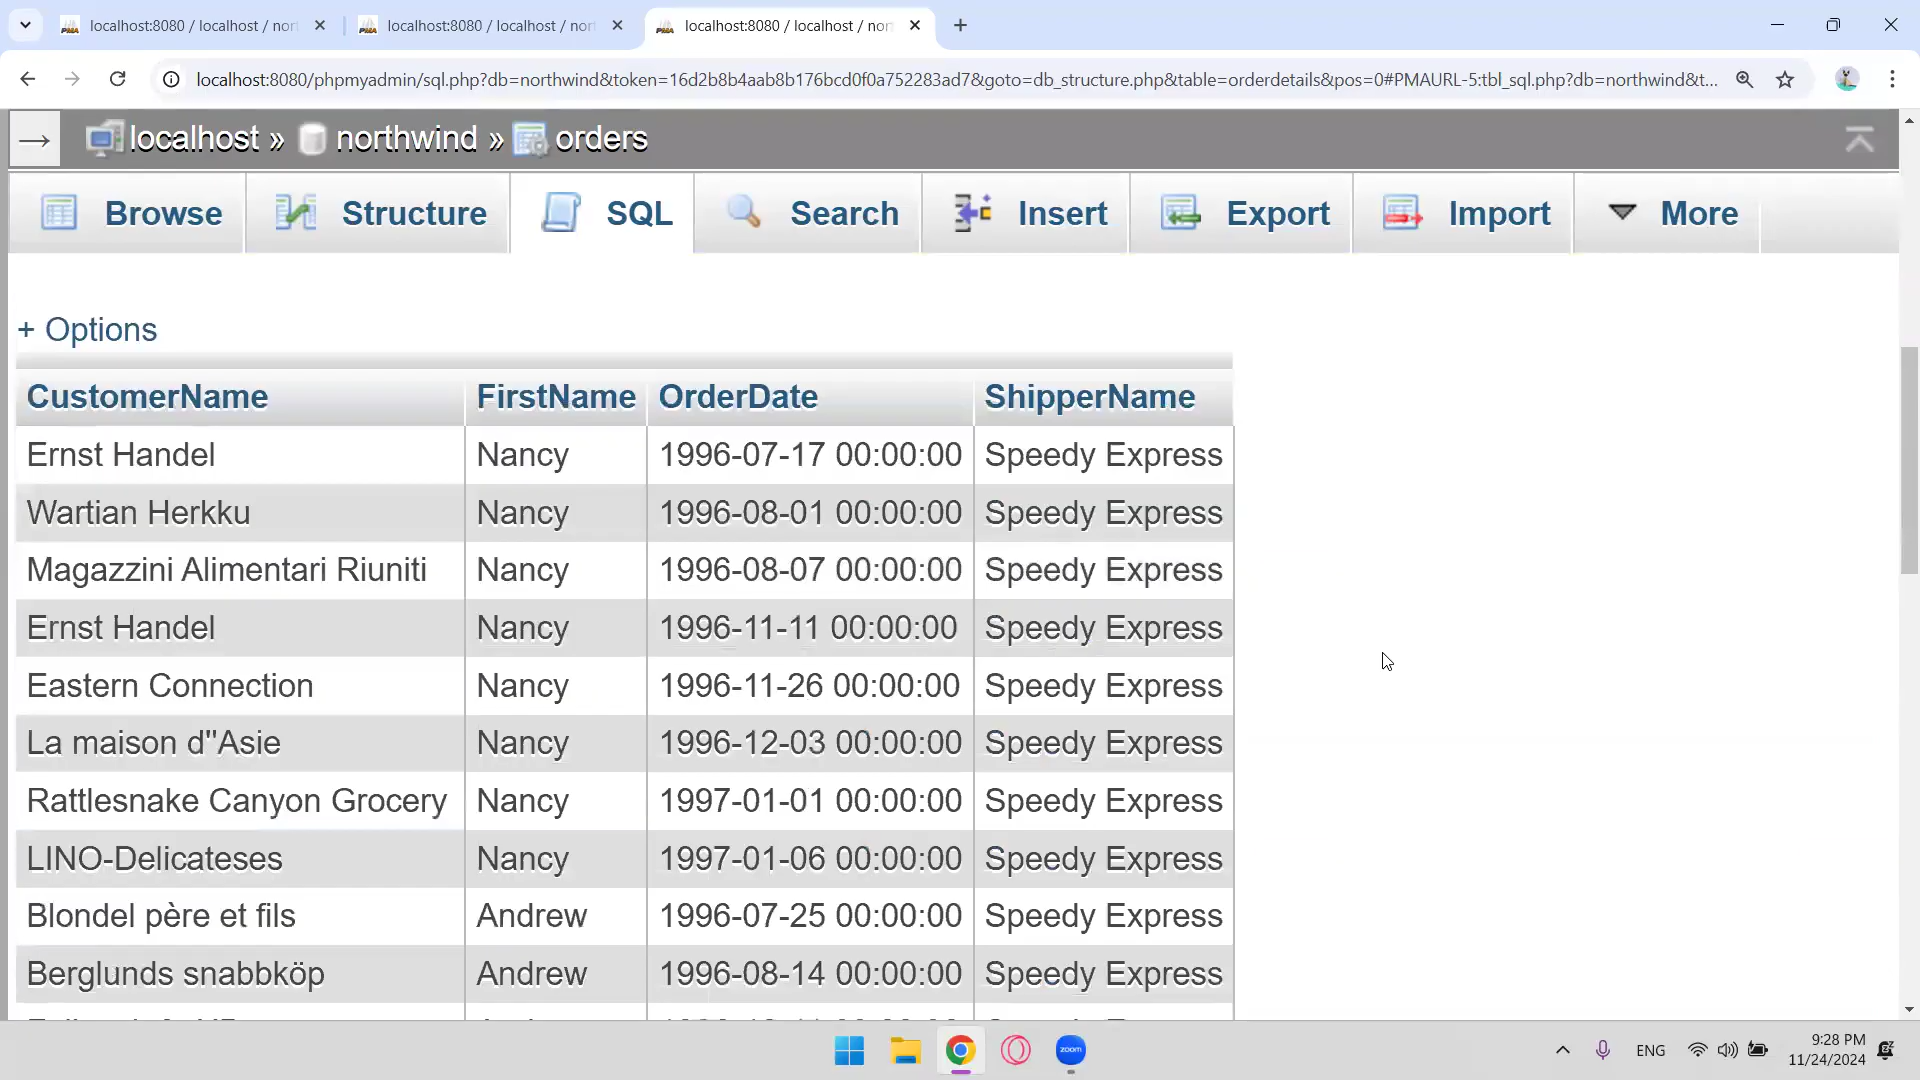 localhost:8080 / localhost / nor
localhost:8080 / localhost / nor
localhost:8080 / localhost / nor
localhost:8080/phpmyadmin/sql.php?db=northwind&token=16d2b8b4aab8b176bcd0f0a752283ad7&goto=db_structure.php&table=orderdetails&pos=0#PMAURL-5:tbl_sql.php?db=northwind&t...
localhost » northwind » orders
Browse Structure SQL Search Insert Export Import More
+ Options
CustomerName FirstName OrderDate ShipperName
Ernst Handel Nancy 1996-07-17 00:00:00 Speedy Express
Wartian Herkku Nancy 1996-08-01 00:00:00 Speedy Express
Magazzini Alimentari Riuniti Nancy 1996-08-07 00:00:00 Speedy Express
Ernst Handel Nancy 1996-11-11 00:00:00 Speedy Express
Eastern Connection Nancy 1996-11-26 00:00:00 Speedy Express
La maison d''Asie Nancy 1996-12-03 00:00:00 Speedy Express
Rattlesnake Canyon Grocery Nancy 1997-01-01 00:00:00 Speedy Express
LINO-Delicateses Nancy 1997-01-06 00:00:00 Speedy Express
Blondel père et fils Andrew 1996-07-25 00:00:00 Speedy Express
Berglunds snabbköp Andrew 1996-08-14 00:00:00 Speedy Express
zoom
ENG
9:28 PM
11/24/2024